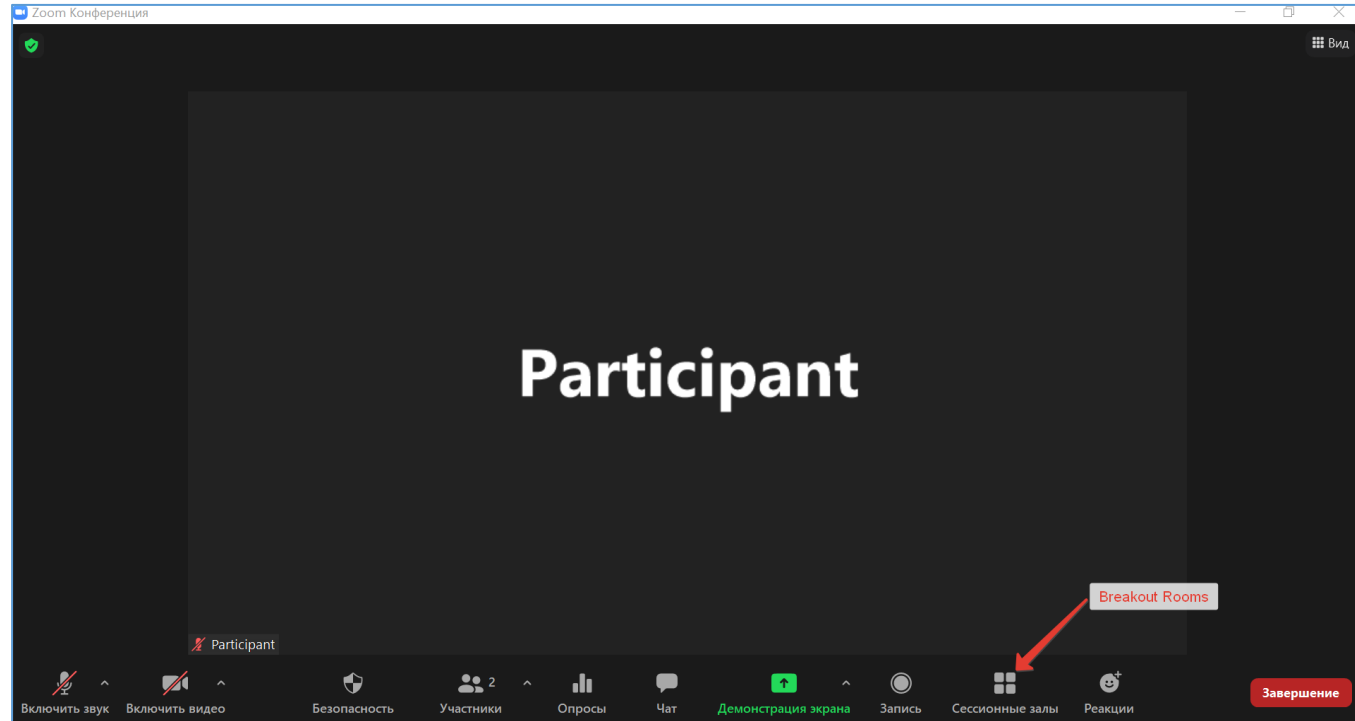 Zoom Конференция
Вид
Participant
Breakout Rooms
Participant
2
Включить звук Включить видео Безопасность Участники Опросы Чат Демонстрация экрана Запись Сессионные залы Реакции Завершение